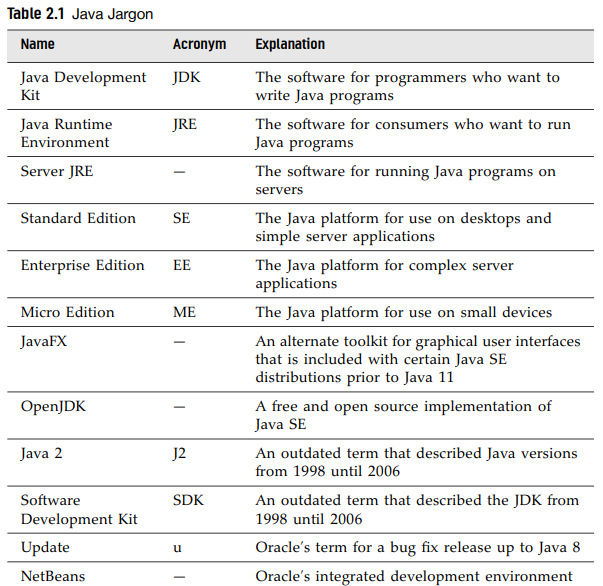 Table 2.1 Java Jargon
Name Acronym Explanation
Java Development JDK The software for programmers who want to
Kit write Java programs
Java Runtime JRE The software for consumers who want to run
Environment Java programs
Server JRE — The software for running Java programs on
servers
Standard Edition SE The Java platform for use on desktops and
simple server applications
Enterprise Edition EE The Java platform for complex server
applications
Micro Edition ME The Java platform for use on small devices
JavaFX — An alternate toolkit for graphical user interfaces
that is included with certain Java SE
distributions prior to Java 11
OpenJDK — A free and open source implementation of
Java SE
Java 2 J2 An outdated term that described Java versions
from 1998 until 2006
Software SDK An outdated term that described the JDK from
Development Kit 1998 until 2006
Update u Oracle’s term for a bug fix release up to Java 8
NetBeans — Oracle’s integrated development environment